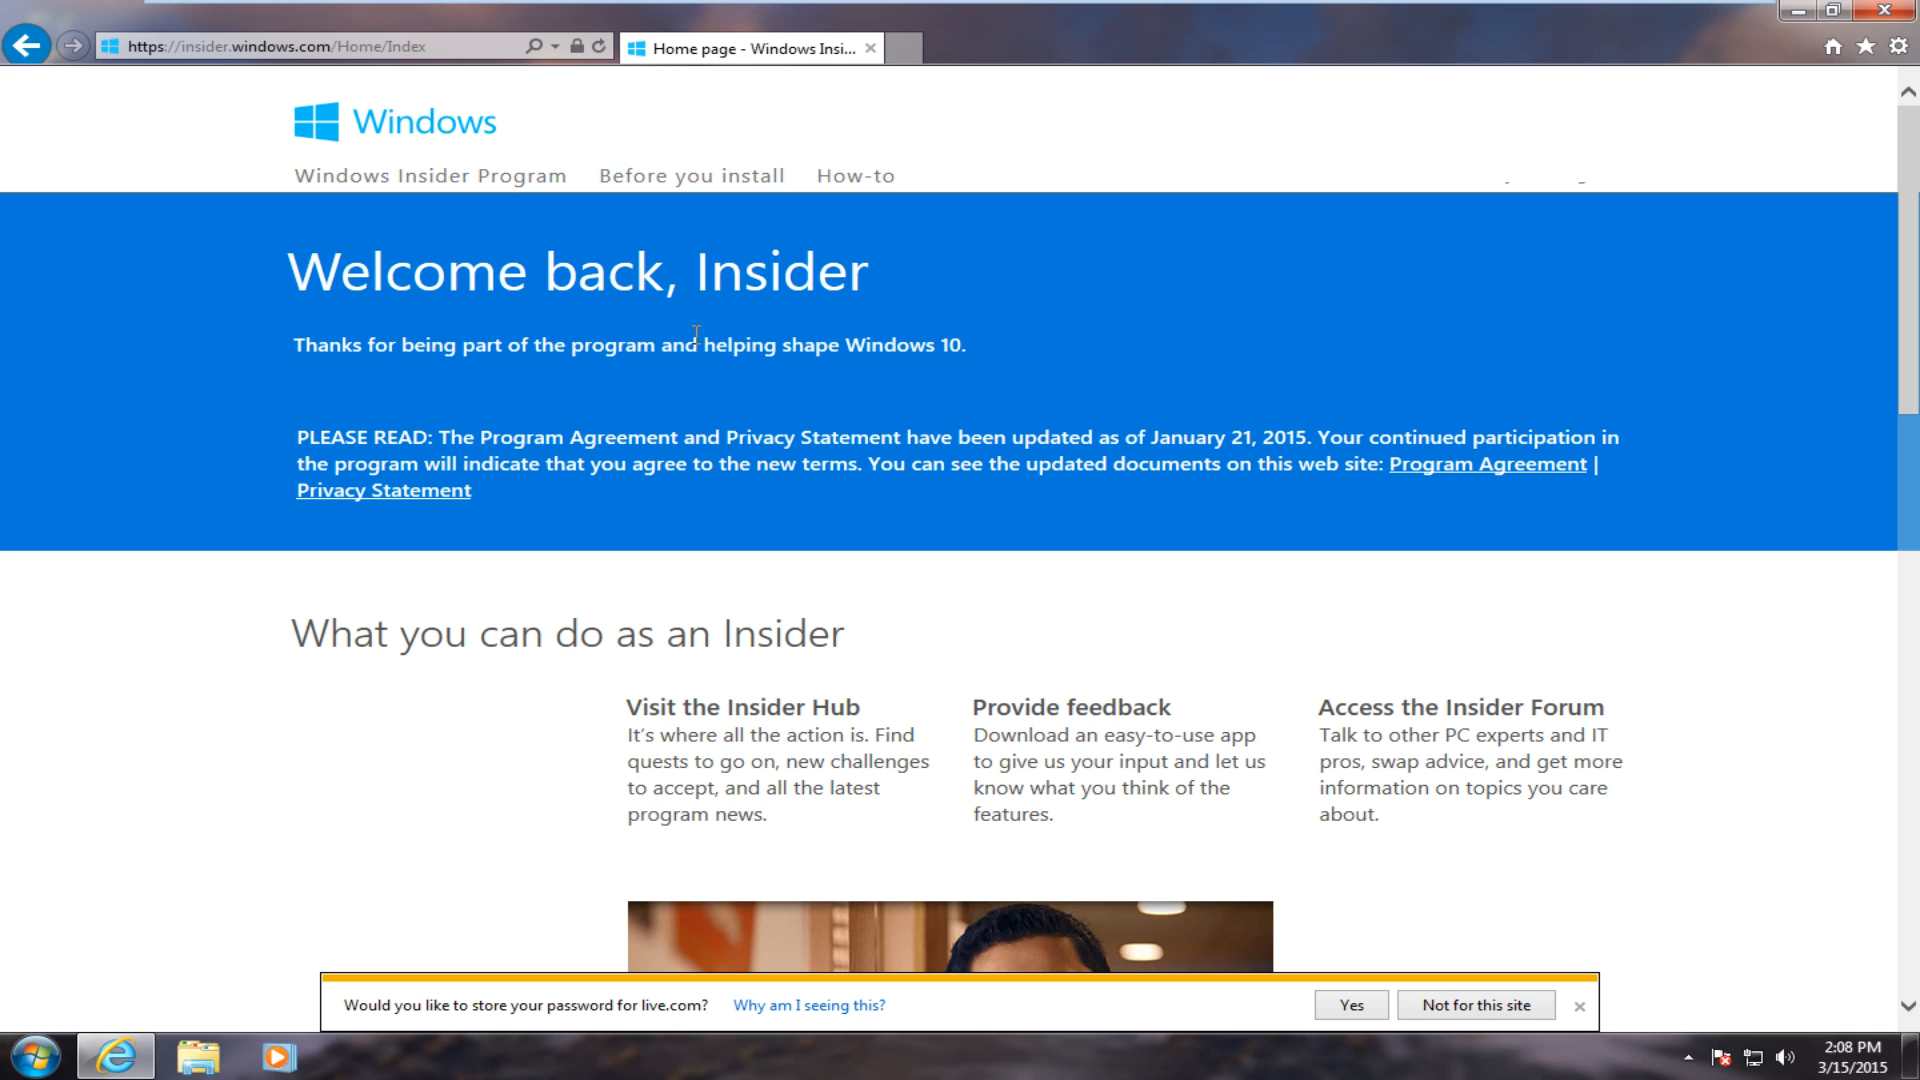 https://insider.windows.com/Home/Index
Home page - Windows Insi...
Windows
Windows Insider Program Before you install How-to
Welcome back, Insider
Thanks for being part of the program and helping shape Windows 10.
PLEASE READ: The Program Agreement and Privacy Statement have been updated as of January 21, 2015. Your continued participation in
the program will indicate that you agree to the new terms. You can see the updated documents on this web site: Program Agreement |
Privacy Statement
What you can do as an Insider
Visit the Insider Hub
It's where all the action is. Find
quests to go on, new challenges
to accept, and all the latest
program news.
Provide feedback
Download an easy-to-use app
to give us your input and let us
know what you think of the
features.
Access the Insider Forum
Talk to other PC experts and IT
pros, swap advice, and get more
information on topics you care
about.
Would you like to store your password for live.com? Why am I seeing this? Yes Not for this site
2:08 PM
3/15/2015